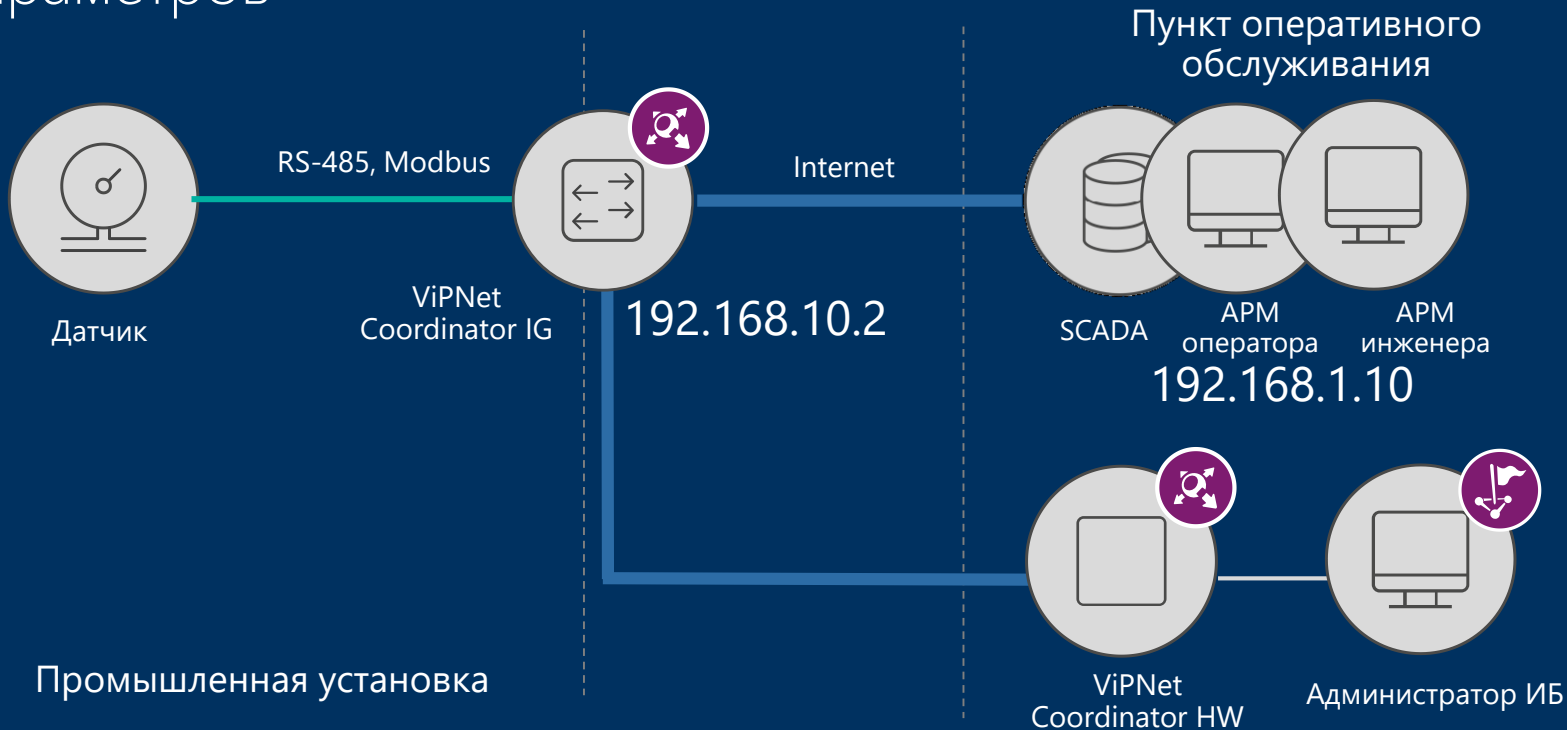 Пункт оперативного
обслуживания
RS-485, Modbus
Internet
Датчик
ViPNet
Coordinator IG
192.168.10.2
SCADA
АРМ
оператора
АРМ
инженера
192.168.1.10
Промышленная установка
ViPNet
Coordinator HW
Администратор ИБ